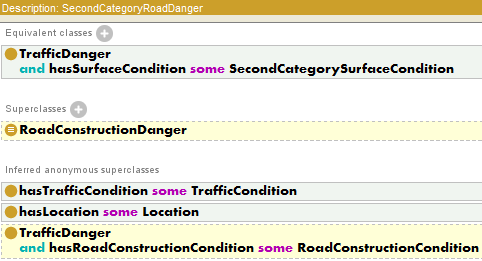 Description: SecondCategoryRoadDanger
Equivalent classes
TrafficDanger
and hasSurfaceCondition some SecondCategorySurfaceCondition
Superclasses
RoadConstructionDanger
Inferred anonymous superclasses
hasTrafficCondition some TrafficCondition
hasLocation some Location
TrafficDanger
and hasRoadConstructionCondition some RoadConstructionCondition